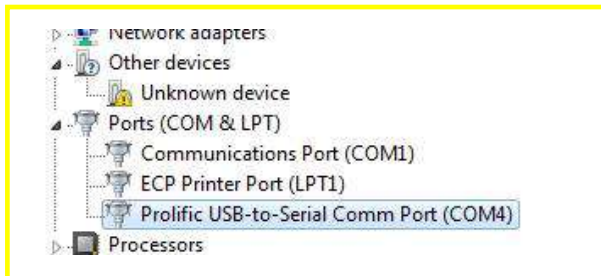 Network adapters
Other devices
Unknown device
Ports (COM & LPT)
Communications Port (COM1)
ECP Printer Port (LPT1)
Prolific USB-to-Serial Comm Port (COM4)
Processors